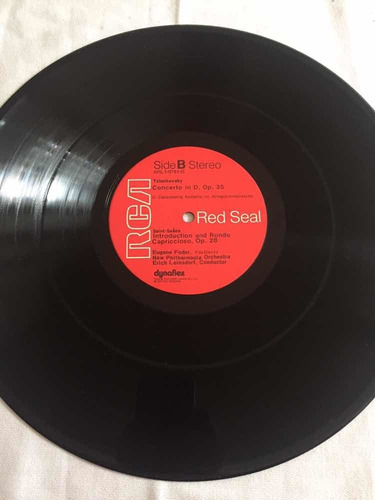 Side B Stereo
Tchaikovsky
Concerto in D, Op. 35
RCA
Red Seal
Saint-Saëns
Introduction and Rondo
Capriccioso, Op. 28
Eugene Fodor,
New Philharmonia Orchestra
Erich Leinsdorf, Conductor
dynaflex